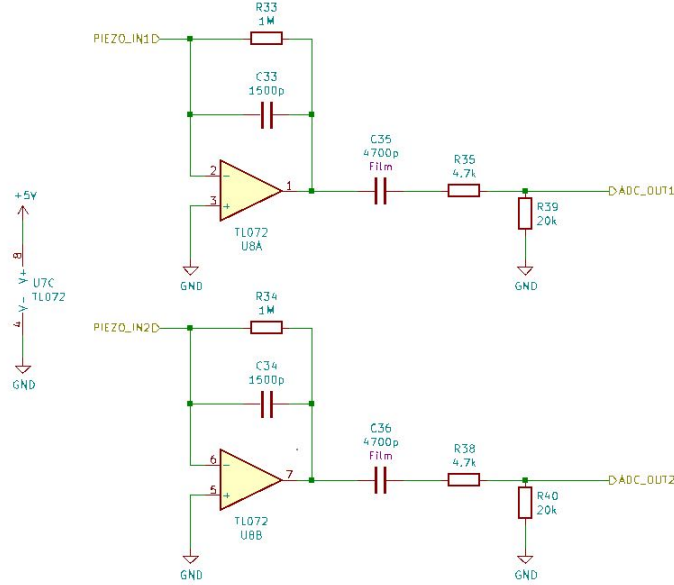 R33
1M
PIEZO_IN1
C33
1500p
C35
4700p
Film
R35
4.7k
2
-
1
3
+
ADC_OUT1
R39
20k
TL072
U8A
GND
GND
+5V
8
V+
U7C
TL072
V-
4
GND
R34
1M
PIEZO_IN2
C34
1500p
C36
4700p
Film
R38
4.7k
6
-
7
5
+
ADC_OUT2
R40
20k
TL072
U8B
GND
GND